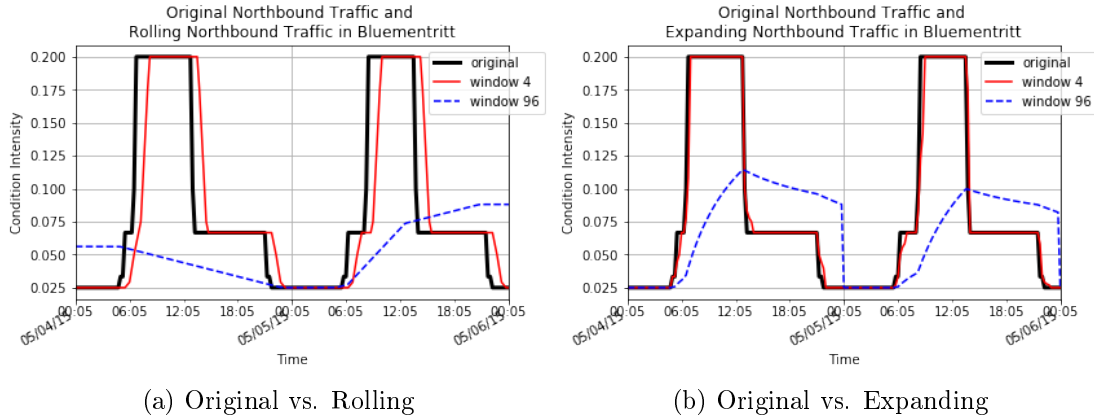 Original Northbound Traffic and
Rolling Northbound Traffic in Bluementritt
0.200
0.175
0.150
0.125
0.100
0.075
0.050
0.025
Condition Intensity
original
window 4
window 96
00:05 06:05 12:05 18:05 00:05 06:05 12:05 18:05 00:05
05/04/15 05/05/15 05/06/15
Time
(a) Original vs. Rolling
Original Northbound Traffic and
Expanding Northbound Traffic in Bluementritt
0.200
0.175
0.150
0.125
0.100
0.075
0.050
0.025
Condition Intensity
original
window 4
window 96
00:05 06:05 12:05 18:05 00:05 06:05 12:05 18:05 00:05
05/04/15 05/05/15 05/06/15
Time
(b) Original vs. Expanding